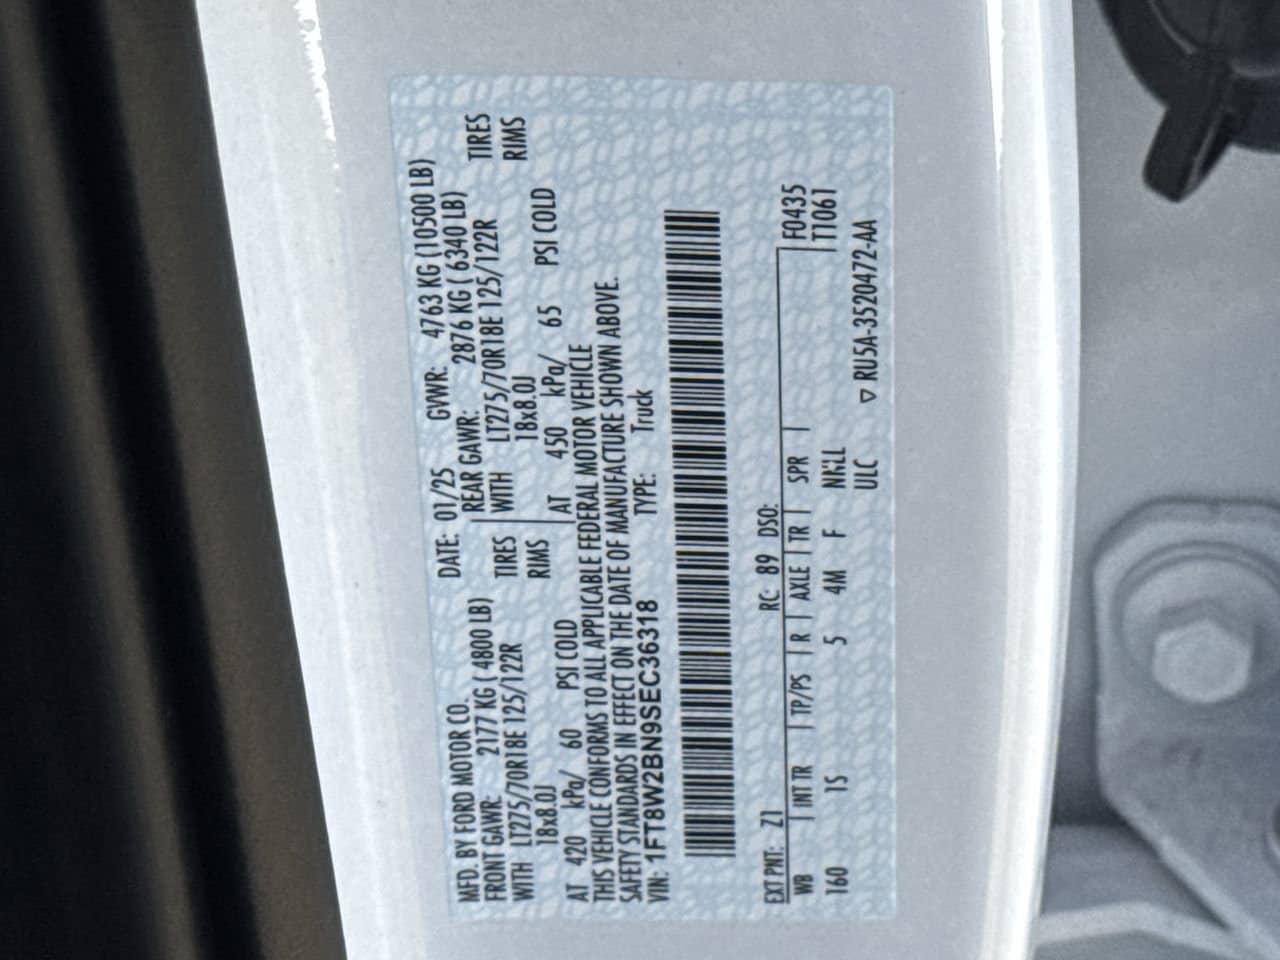 MFD. BY FORD MOTOR CO. DATE: 01/25 GVWR: 4763 KG (10500 LB)
FRONT GAWR: 2177 KG ( 4800 LB) REAR GAWR: 2876 KG ( 6340 LB)
WITH LT275/70R18E 125/122R TIRES WITH LT275/70R18E 125/122R TIRES
18x8.0J RIMS 18x8.0J RIMS
AT 420 kPa/ 60 PSI COLD AT 450 kPa/ 65 PSI COLD
THIS VEHICLE CONFORMS TO ALL APPLICABLE FEDERAL MOTOR VEHICLE
SAFETY STANDARDS IN EFFECT ON THE DATE OF MANUFACTURE SHOWN ABOVE.
VIN: 1FT8W2BN9SEC36318 TYPE: Truck
EXT PNT: Z1 RC: 89 DSO:
WB | INT TR | TP/PS | R | AXLE | TR | SPR | F0435
160 1S 5 4M F T1061
ULC ▽ RU5A-3520472-AA